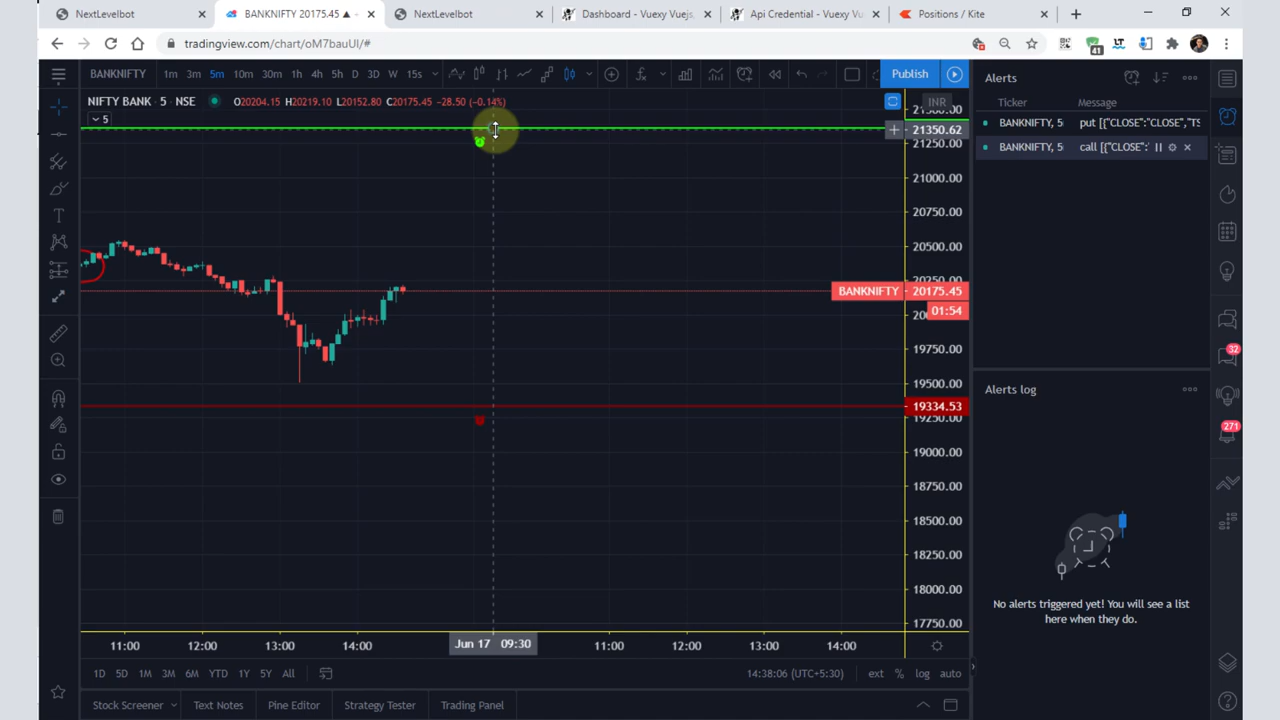 NextLevelbot
BANKNIFTY 20175.45 ▲
NextLevelbot
Dashboard - Vuexy Vuejs,
Api Credential - Vuexy Vu
Positions / Kite
tradingview.com/chart/oM7bauUI/#
41
BANKNIFTY 1m 3m 5m 10m 30m 1h 4h 5h D 3D W 15s
Publish
Alerts
NIFTY BANK · 5 · NSE O20204.15 H20219.10 L20152.80 C20175.45 −28.50 (−0.14%)
INR
5
Ticker Message
BANKNIFTY, 5 put [{"CLOSE":"CLOSE","TS
BANKNIFTY, 5 call [{"CLOSE":'
21350.62
21250.00
21000.00
20750.00
20500.00
20250.00
BANKNIFTY 20175.45
01:54
19750.00
19500.00
19334.53
19250.00
19000.00
18750.00
18500.00
18250.00
18000.00
17750.00
32
Alerts log
271
No alerts triggered yet! You will see a list
here when they do.
11:00 12:00 13:00 14:00 Jun 17 09:30 11:00 12:00 13:00 14:00
1D 5D 1M 3M 6M YTD 1Y 5Y All
14:38:06 (UTC+5:30) ext % log auto
Stock Screener Text Notes Pine Editor Strategy Tester Trading Panel